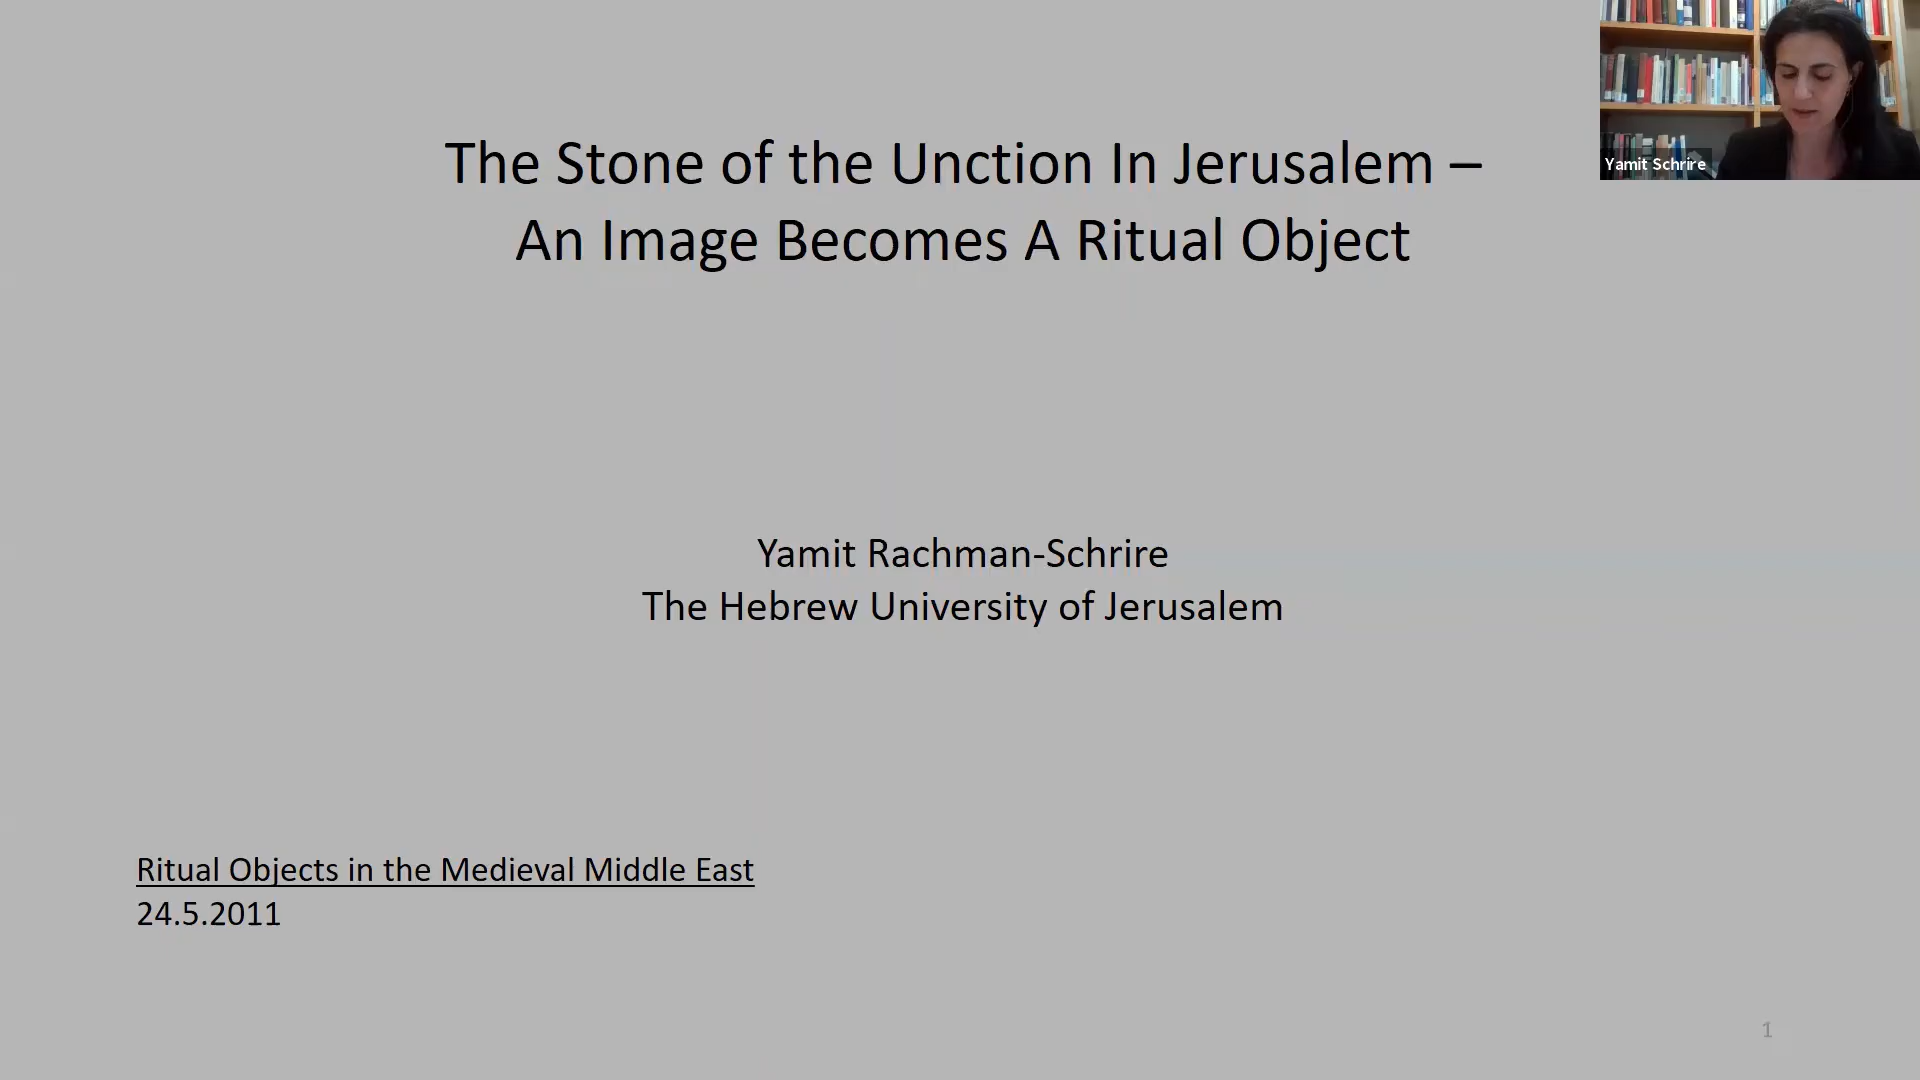 The Stone of the Unction In Jerusalem –
An Image Becomes A Ritual Object
Yamit Schrire
Yamit Rachman-Schrire
The Hebrew University of Jerusalem
Ritual Objects in the Medieval Middle East
24.5.2011
1